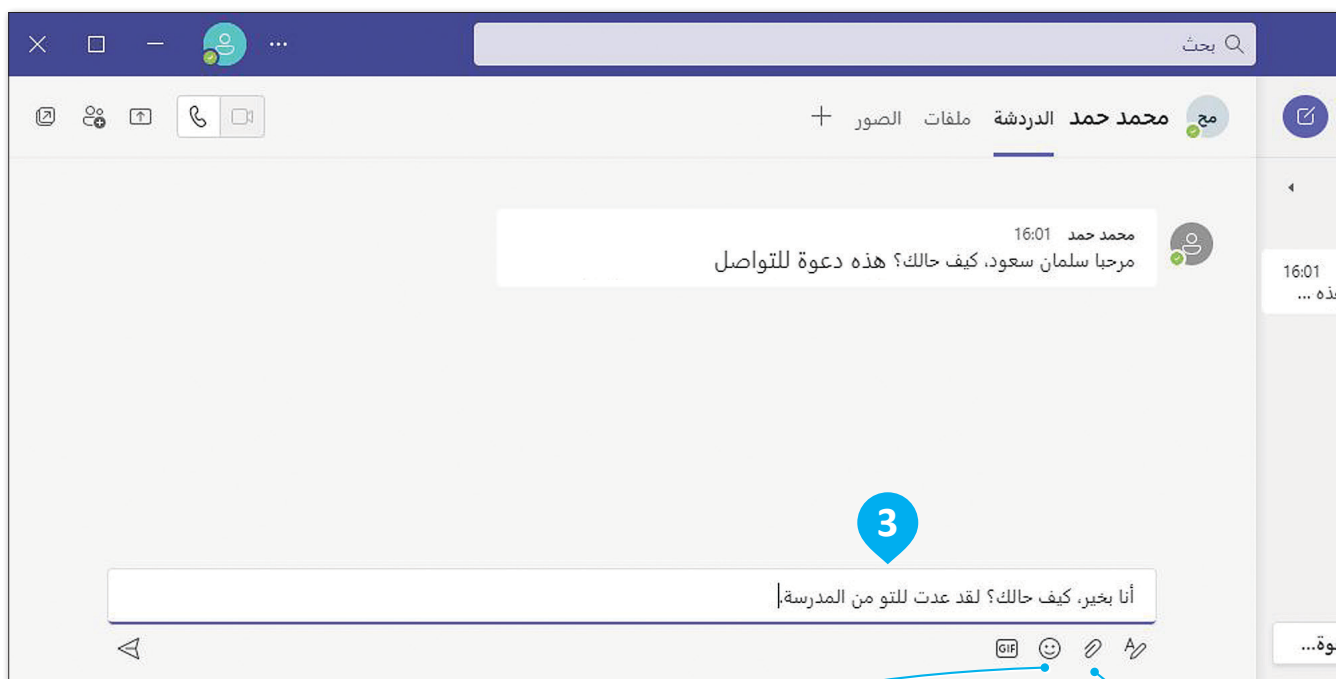 بحث
مح محمد حمد الدردشة ملفات الصور +
محمد حمد 16:01
مرحبا سلمان سعود، كيف حالك؟ هذه دعوة للتواصل
16:01
... هذه
3
أنا بخير، كيف حالك؟ لقد عدت للتو من المدرسة.
GIF